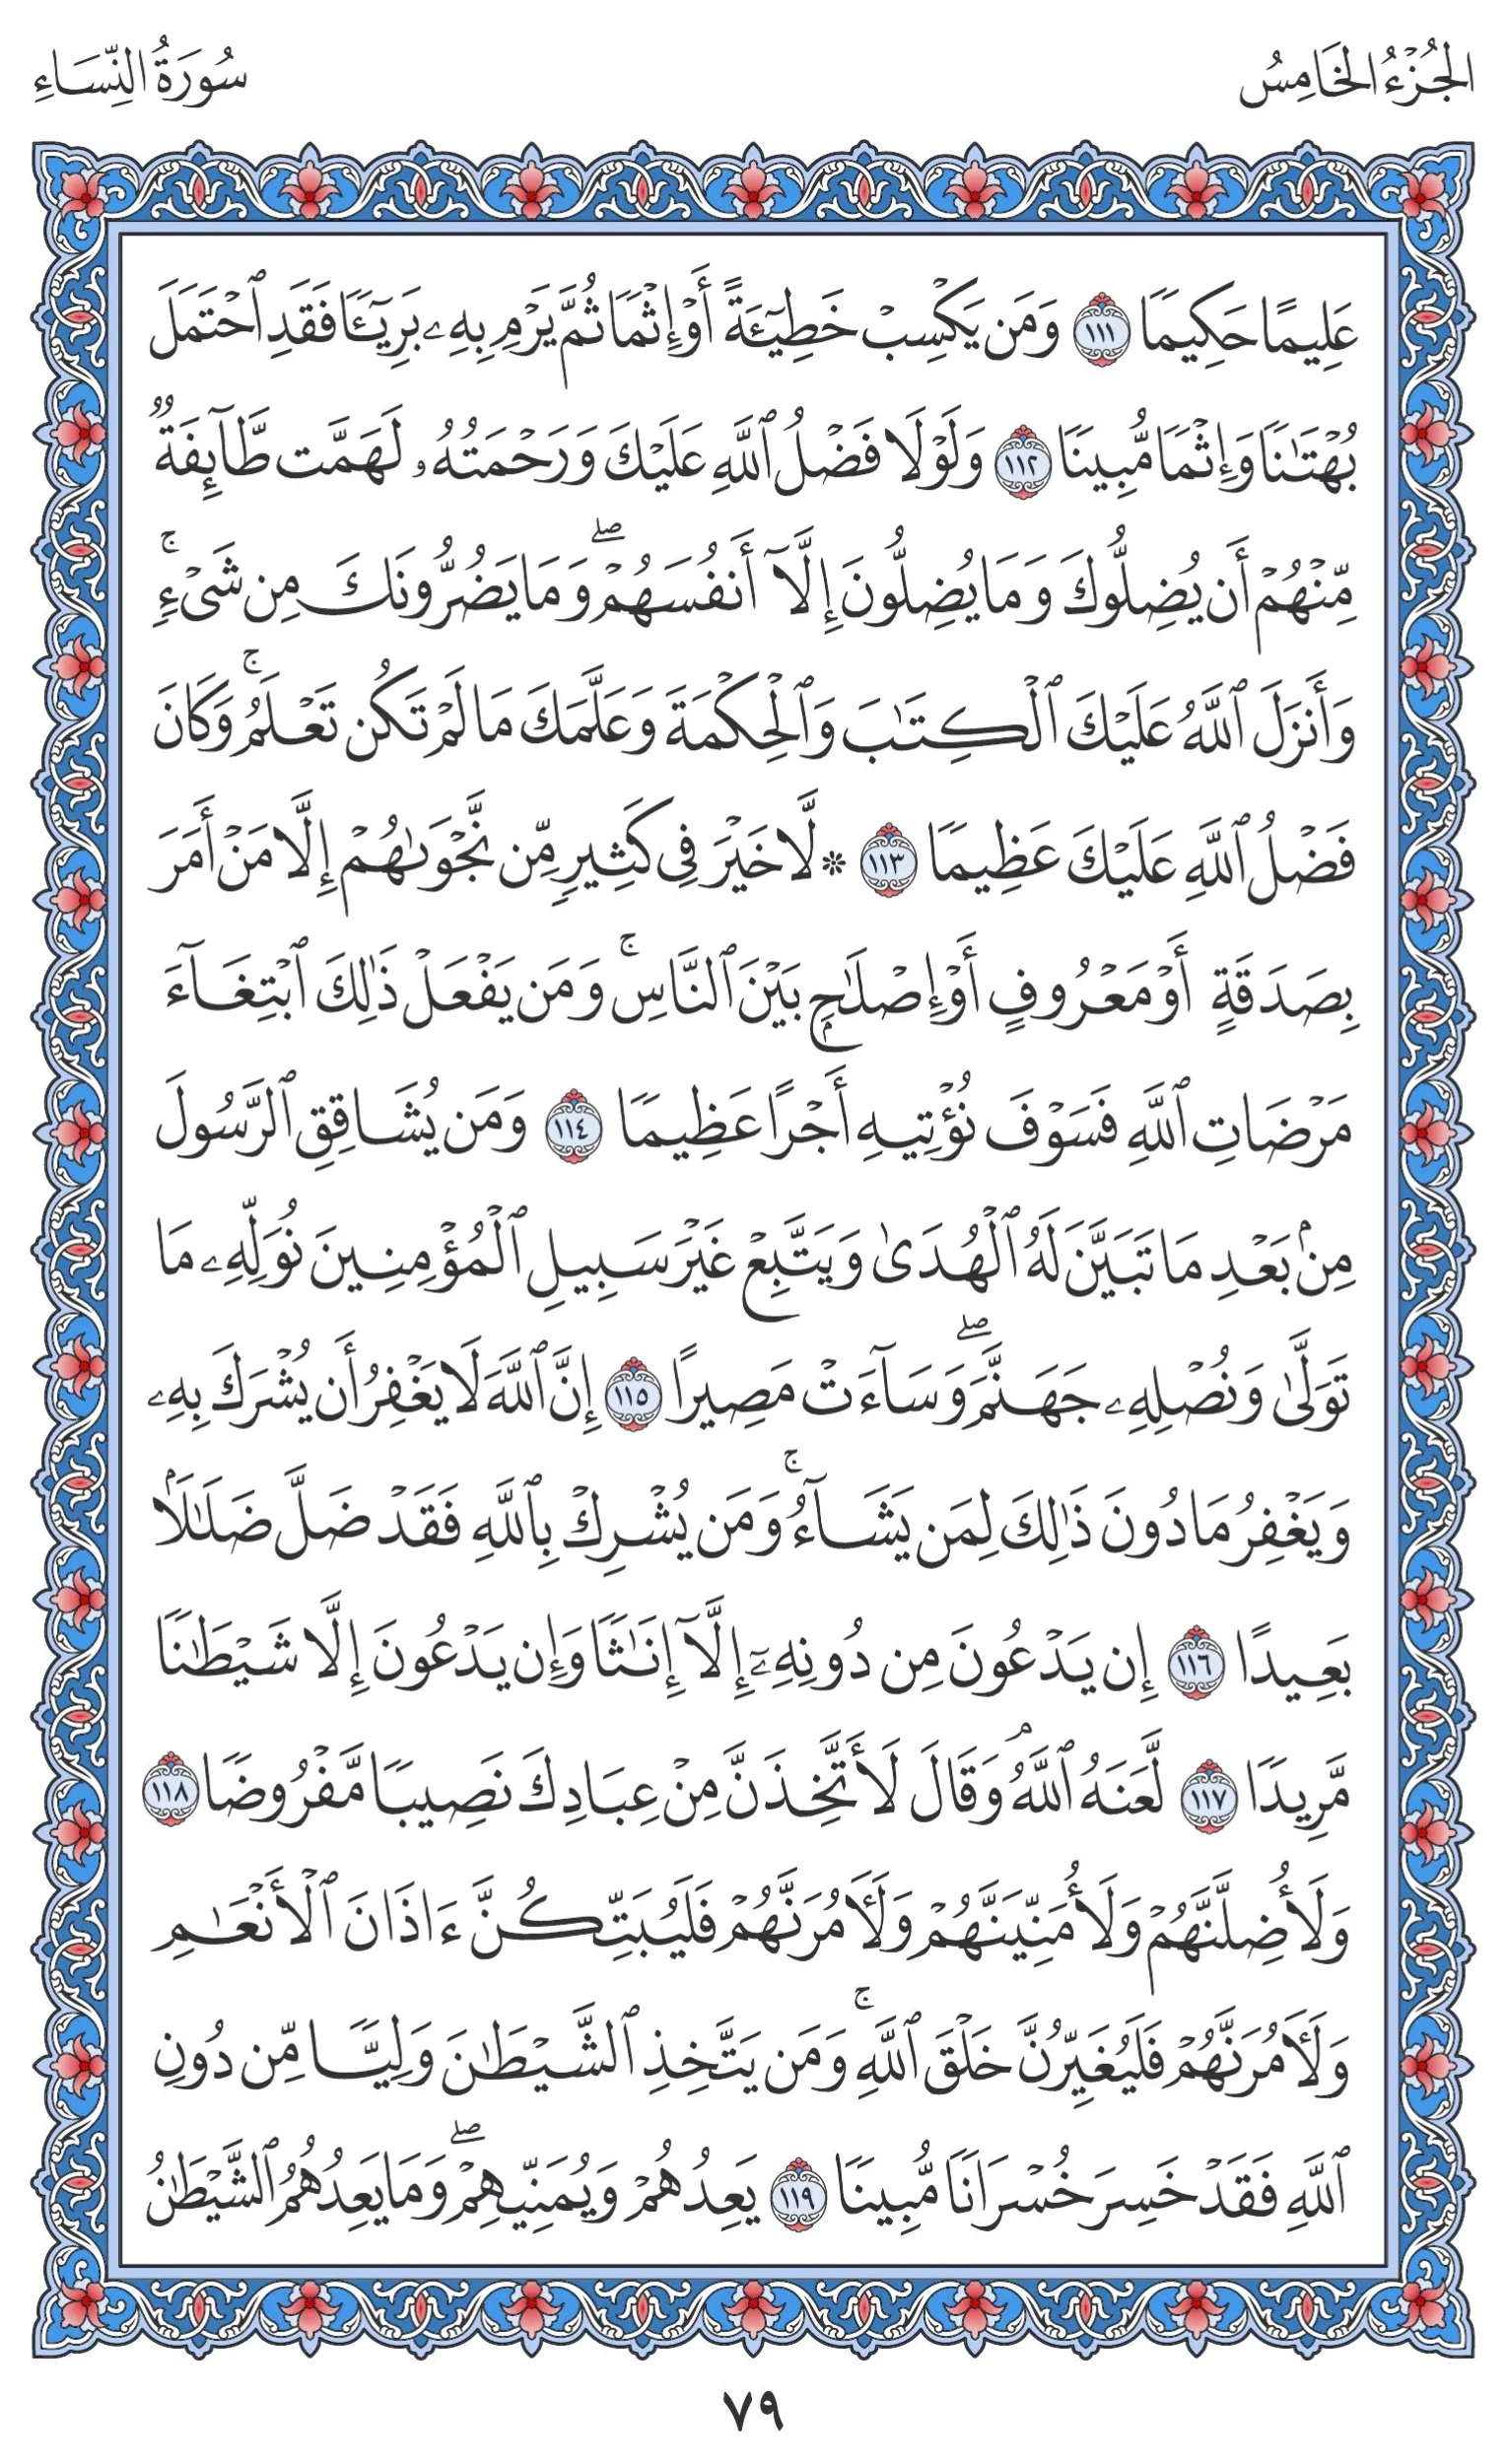 الجُزْءُ الخَامِسُ
سُورَةُ النِّسَاءِ
عَلِيمًا حَكِيمٗا ١١١ وَمَن يَكۡسِبۡ خَطِيٓـَٔةً أَوۡ إِثۡمٗا ثُمَّ يَرۡمِ بِهِۦ بَرِيٓـٔٗا فَقَدِ ٱحۡتَمَلَ
بُهۡتَٰنٗا وَإِثۡمٗا مُّبِينٗا ١١٢ وَلَوۡلَا فَضۡلُ ٱللَّهِ عَلَيۡكَ وَرَحۡمَتُهُۥ لَهَمَّت طَّآئِفَةٞ
مِّنۡهُمۡ أَن يُضِلُّوكَ وَمَا يُضِلُّونَ إِلَّآ أَنفُسَهُمۡۖ وَمَا يَضُرُّونَكَ مِن شَيۡءٖۚ
وَأَنزَلَ ٱللَّهُ عَلَيۡكَ ٱلۡكِتَٰبَ وَٱلۡحِكۡمَةَ وَعَلَّمَكَ مَا لَمۡ تَكُن تَعۡلَمُۚ وَكَانَ
فَضۡلُ ٱللَّهِ عَلَيۡكَ عَظِيمٗا ١١٣ ۞ لَّا خَيۡرَ فِي كَثِيرٖ مِّن نَّجۡوَىٰهُمۡ إِلَّا مَنۡ أَمَرَ
بِصَدَقَةٍ أَوۡ مَعۡرُوفٍ أَوۡ إِصۡلَٰحِۭ بَيۡنَ ٱلنَّاسِۚ وَمَن يَفۡعَلۡ ذَٰلِكَ ٱبۡتِغَآءَ
مَرۡضَاتِ ٱللَّهِ فَسَوۡفَ نُؤۡتِيهِ أَجۡرًا عَظِيمٗا ١١٤ وَمَن يُشَاقِقِ ٱلرَّسُولَ
مِنۢ بَعۡدِ مَا تَبَيَّنَ لَهُ ٱلۡهُدَىٰ وَيَتَّبِعۡ غَيۡرَ سَبِيلِ ٱلۡمُؤۡمِنِينَ نُوَلِّهِۦ مَا
تَوَلَّىٰ وَنُصۡلِهِۦ جَهَنَّمَۖ وَسَآءَتۡ مَصِيرًا ١١٥ إِنَّ ٱللَّهَ لَا يَغۡفِرُ أَن يُشۡرَكَ بِهِۦ
وَيَغۡفِرُ مَا دُونَ ذَٰلِكَ لِمَن يَشَآءُۚ وَمَن يُشۡرِكۡ بِٱللَّهِ فَقَدۡ ضَلَّ ضَلَٰلَۢا
بَعِيدًا ١١٦ إِن يَدۡعُونَ مِن دُونِهِۦٓ إِلَّآ إِنَٰثٗا وَإِن يَدۡعُونَ إِلَّا شَيۡطَٰنٗا
مَّرِيدٗا ١١٧ لَّعَنَهُ ٱللَّهُۘ وَقَالَ لَأَتَّخِذَنَّ مِنۡ عِبَادِكَ نَصِيبٗا مَّفۡرُوضٗا ١١٨
وَلَأُضِلَّنَّهُمۡ وَلَأُمَنِّيَنَّهُمۡ وَلَأٓمُرَنَّهُمۡ فَلَيُبَتِّكُنَّ ءَاذَانَ ٱلۡأَنۡعَٰمِ
وَلَأٓمُرَنَّهُمۡ فَلَيُغَيِّرُنَّ خَلۡقَ ٱللَّهِۚ وَمَن يَتَّخِذِ ٱلشَّيۡطَٰنَ وَلِيّٗا مِّن دُونِ
ٱللَّهِ فَقَدۡ خَسِرَ خُسۡرَانٗا مُّبِينٗا ١١٩ يَعِدُهُمۡ وَيُمَنِّيهِمۡۖ وَمَا يَعِدُهُمُ ٱلشَّيۡطَٰنُ
٧٩